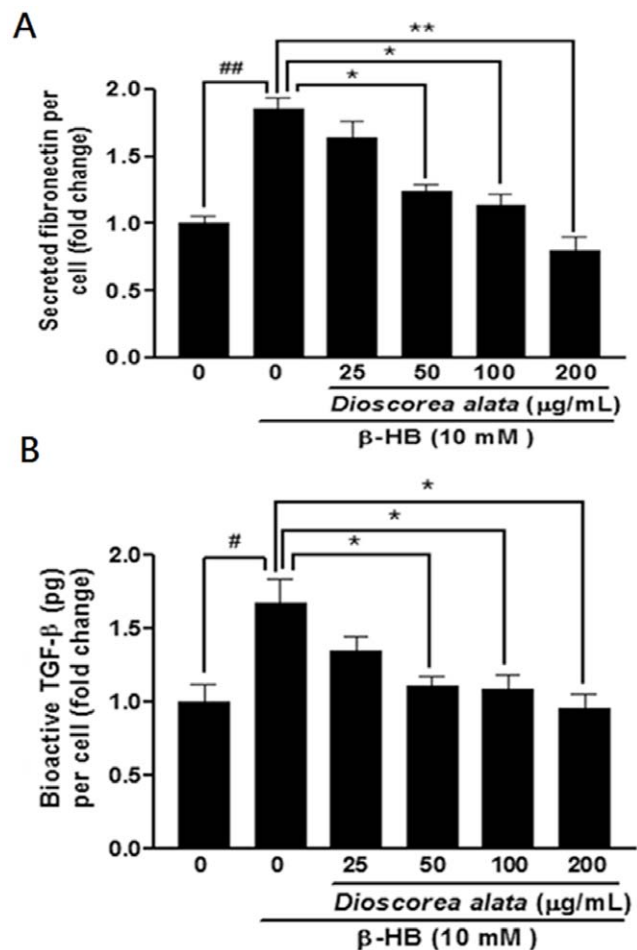 A
**
*
##
*
2.0
1.5
1.0
0.5
0.0
Secreted fibronectin per
cell (fold change)
0 0 25 50 100 200
Dioscorea alata (μg/mL)
β-HB (10 mM )
B
*
*
#
*
2.0
1.5
1.0
0.5
0.0
Bioactive TGF-β (pg)
per cell (fold change)
0 0 25 50 100 200
Dioscorea alata (μg/mL)
β-HB (10 mM )